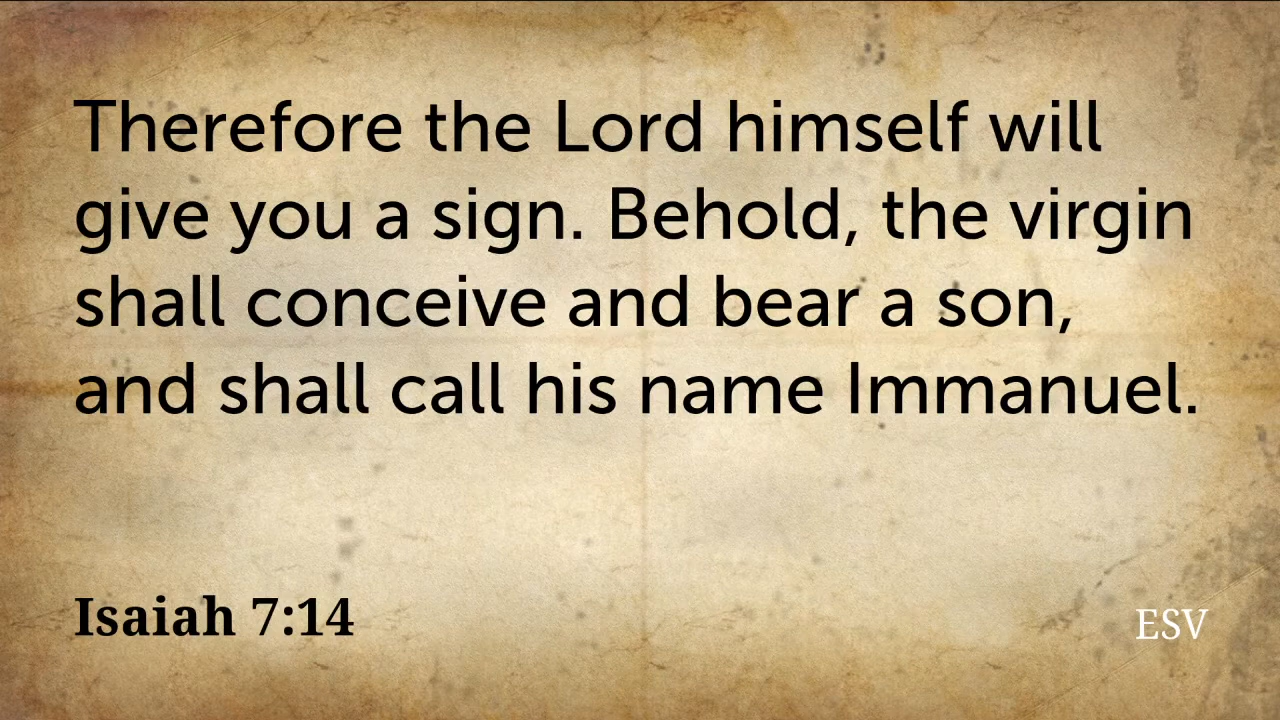 Therefore the Lord himself will
give you a sign. Behold, the virgin
shall conceive and bear a son,
and shall call his name Immanuel.
Isaiah 7:14
ESV